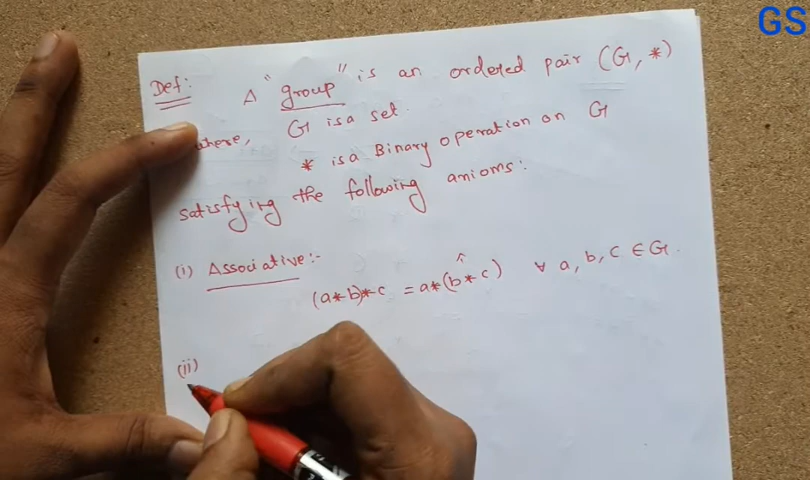 GS
Def: A "group" is an ordered pair (G, *)
where, G is a set.
* is a Binary operation on G
satisfying the following anioms:
(i) Associative:-
(a*b)*c = a*(b*c) ∀ a, b, c ∈ G.
(ii)